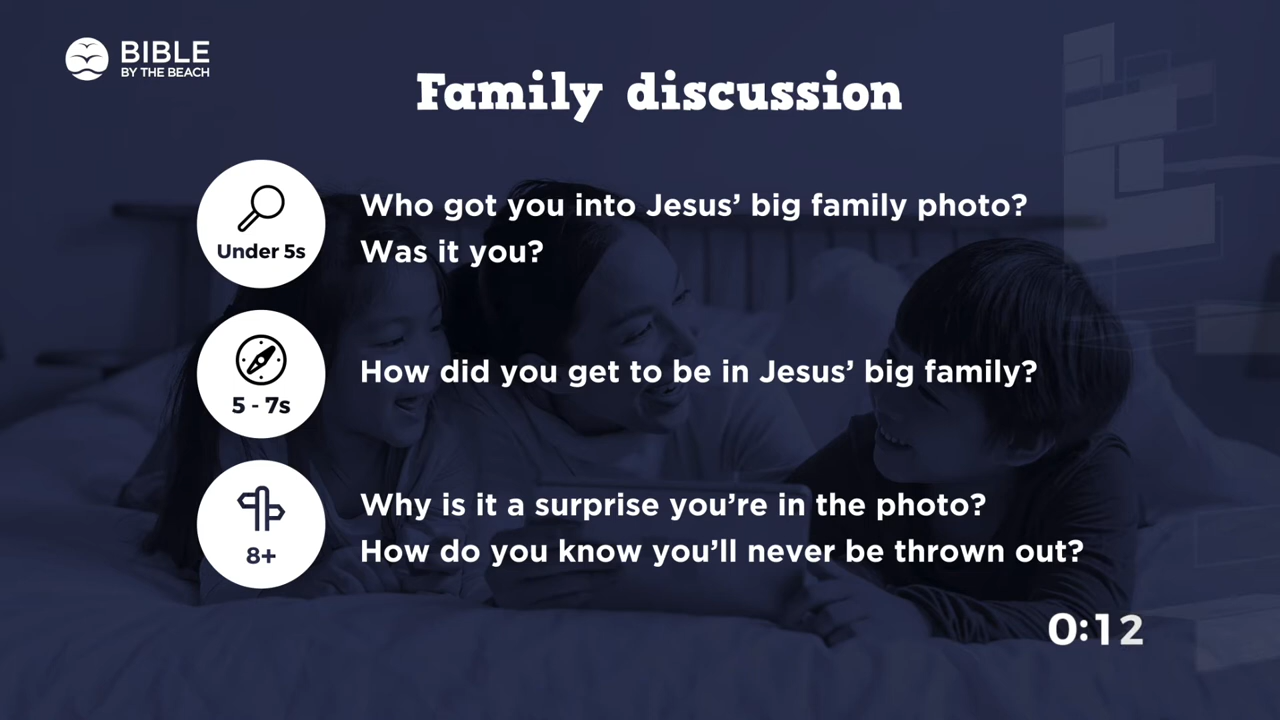 BIBLE
BY THE BEACH
Family discussion
Under 5s
Who got you into Jesus’ big family photo?
Was it you?
5 - 7s
How did you get to be in Jesus’ big family?
8+
Why is it a surprise you’re in the photo?
How do you know you’ll never be thrown out?
0:12